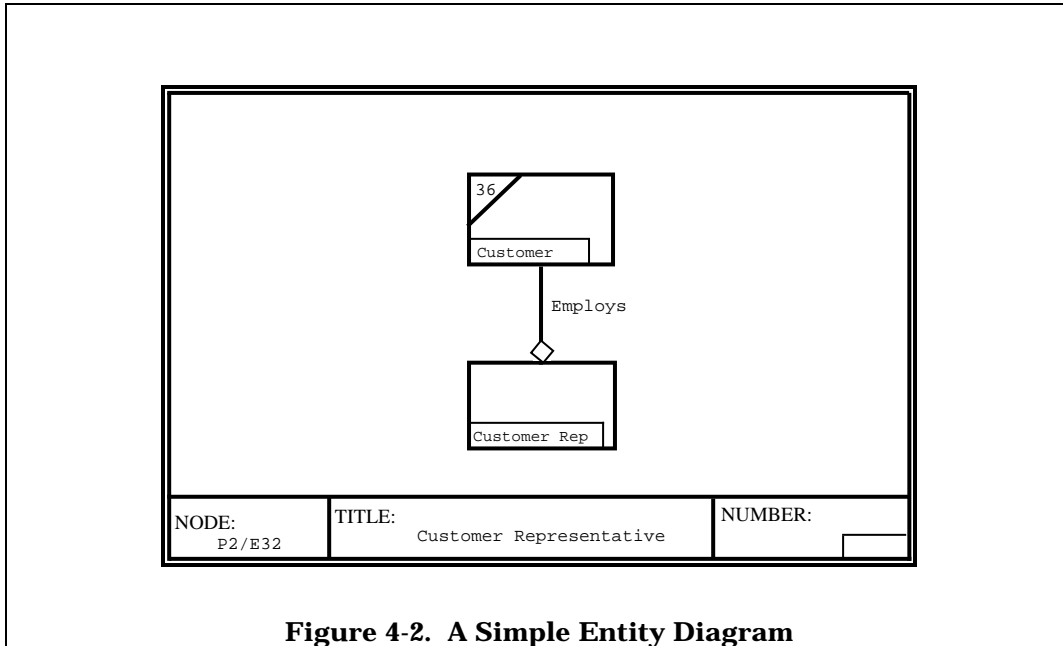 36
Customer
Employs
Customer Rep
NODE:
P2/E32
TITLE:
Customer Representative
NUMBER:
Figure 4-2. A Simple Entity Diagram